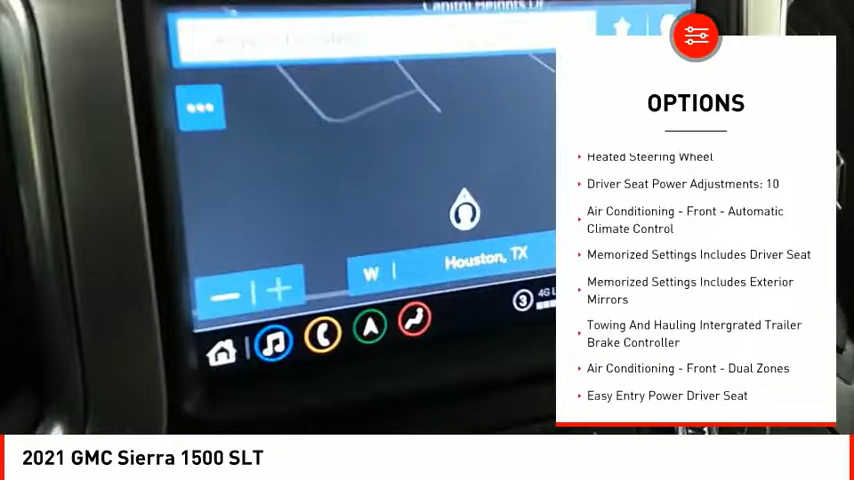 Capitol Heights Dr
Houston, TX
W
3
4G L
OPTIONS
Heated Steering Wheel
Driver Seat Power Adjustments: 10
Air Conditioning - Front - Automatic
Climate Control
Memorized Settings Includes Driver Seat
Memorized Settings Includes Exterior
Mirrors
Towing And Hauling Intergrated Trailer
Brake Controller
Air Conditioning - Front - Dual Zones
Easy Entry Power Driver Seat
2021 GMC Sierra 1500 SLT